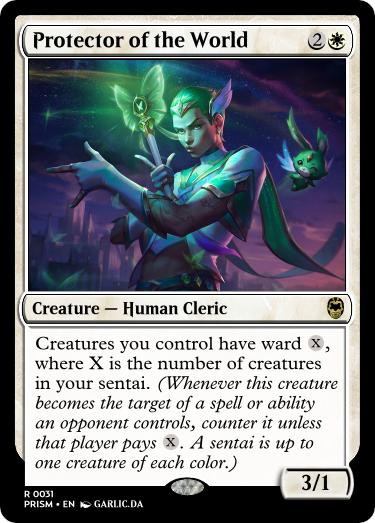 Protector of the World 2
Creature — Human Cleric
Creatures you control have ward X,
where X is the number of creatures
in your sentai. (Whenever this creature
becomes the target of a spell or ability
an opponent controls, counter it unless
that player pays X. A sentai is up to
one creature of each color.)
3/1
R 0031
PRISM • EN GARLIC.DA